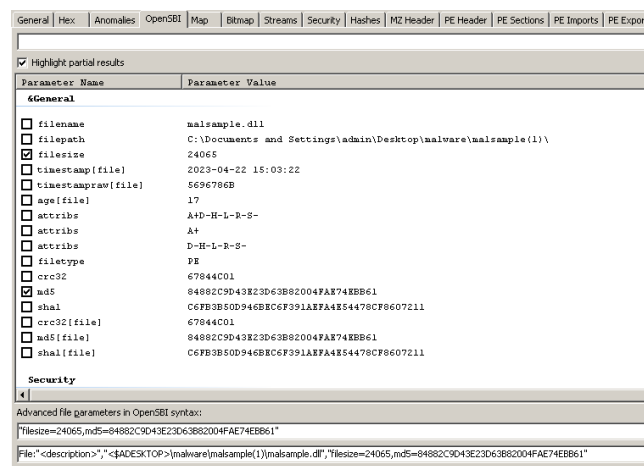 General Hex Anomalies OpenSBI Map Bitmap Streams Security Hashes MZ Header PE Header PE Sections PE Imports PE Expor
Highlight partial results
Parameter Name Parameter Value
&General
filename malsample.dll
filepath C:\Documents and Settings\admin\Desktop\malware\malsample(1)\
filesize 24065
timestamp[file] 2023-04-22 15:03:22
timestampraw[file] 5696786B
age[file] 17
attribs A+D-H-L-R-S-
attribs A+
attribs D-H-L-R-S-
filetype PE
crc32 67844C01
md5 84882C9D43E23D63B82004FAE74EBB61
sha1 C6FB3B50D946BEC6F391AEFA4E54478CF8607211
crc32[file] 67844C01
md5[file] 84882C9D43E23D63B82004FAE74EBB61
sha1[file] C6FB3B50D946BEC6F391AEFA4E54478CF8607211
Security
Advanced file parameters in OpenSBI syntax:
"filesize=24065,md5=84882C9D43E23D63B82004FAE74EBB61"
File:"<description>","<$ADESKTOP>\malware\malsample(1)\malsample.dll","filesize=24065,md5=84882C9D43E23D63B82004FAE74EBB61"